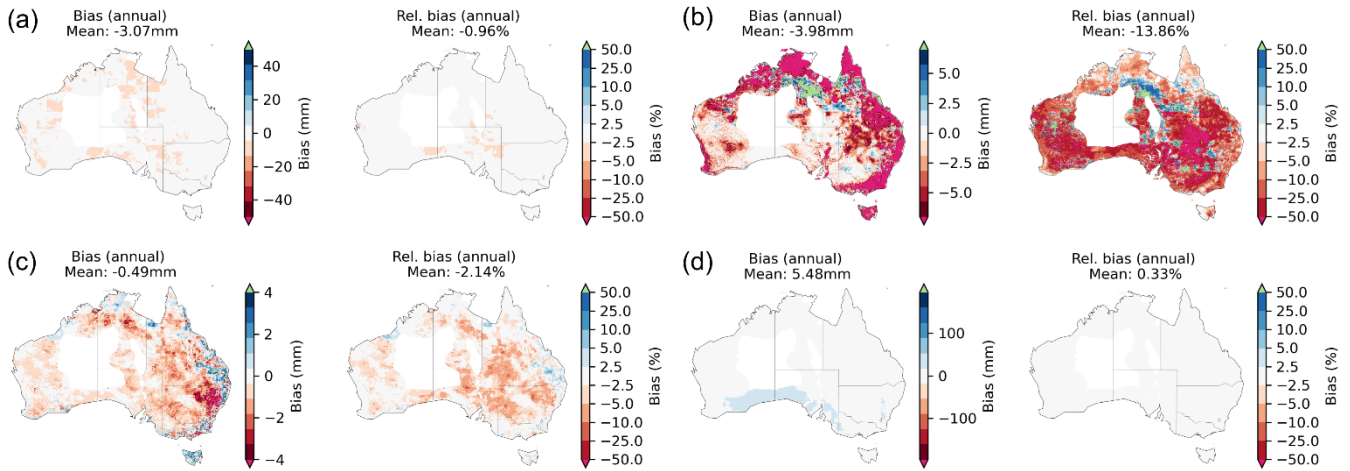 (a)
Bias (annual)
Mean: -3.07mm
40
20
0
−20
−40
Bias (mm)
Rel. bias (annual)
Mean: -0.96%
50.0
25.0
10.0
5.0
2.5
−2.5
−5.0
−10.0
−25.0
−50.0
Bias (%)
(b)
Bias (annual)
Mean: -3.98mm
5.0
2.5
0.0
−2.5
−5.0
Bias (mm)
Rel. bias (annual)
Mean: -13.86%
50.0
25.0
10.0
5.0
2.5
−2.5
−5.0
−10.0
−25.0
−50.0
Bias (%)
(c)
Bias (annual)
Mean: -0.49mm
4
2
0
−2
−4
Bias (mm)
Rel. bias (annual)
Mean: -2.14%
50.0
25.0
10.0
5.0
2.5
−2.5
−5.0
−10.0
−25.0
−50.0
Bias (%)
(d)
Bias (annual)
Mean: 5.48mm
100
0
−100
Bias (mm)
Rel. bias (annual)
Mean: 0.33%
50.0
25.0
10.0
5.0
2.5
−2.5
−5.0
−10.0
−25.0
−50.0
Bias (%)